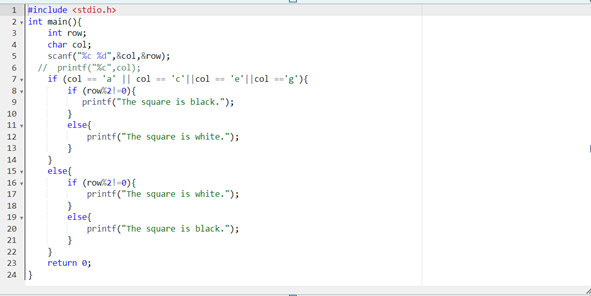 1 #include <stdio.h>
2 int main(){
3 int row;
4 char col;
5 scanf("%c %d",&col,&row);
6 // printf("%c",col);
7 if (col == 'a' || col == 'c'||col == 'e'||col =='g'){
8 if (row%2!=0){
9 printf("The square is black.");
10 }
11 else{
12 printf("The square is white.");
13 }
14 }
15 else{
16 if (row%2!=0){
17 printf("The square is white.");
18 }
19 else{
20 printf("The square is black.");
21 }
22 }
23 return 0;
24 }